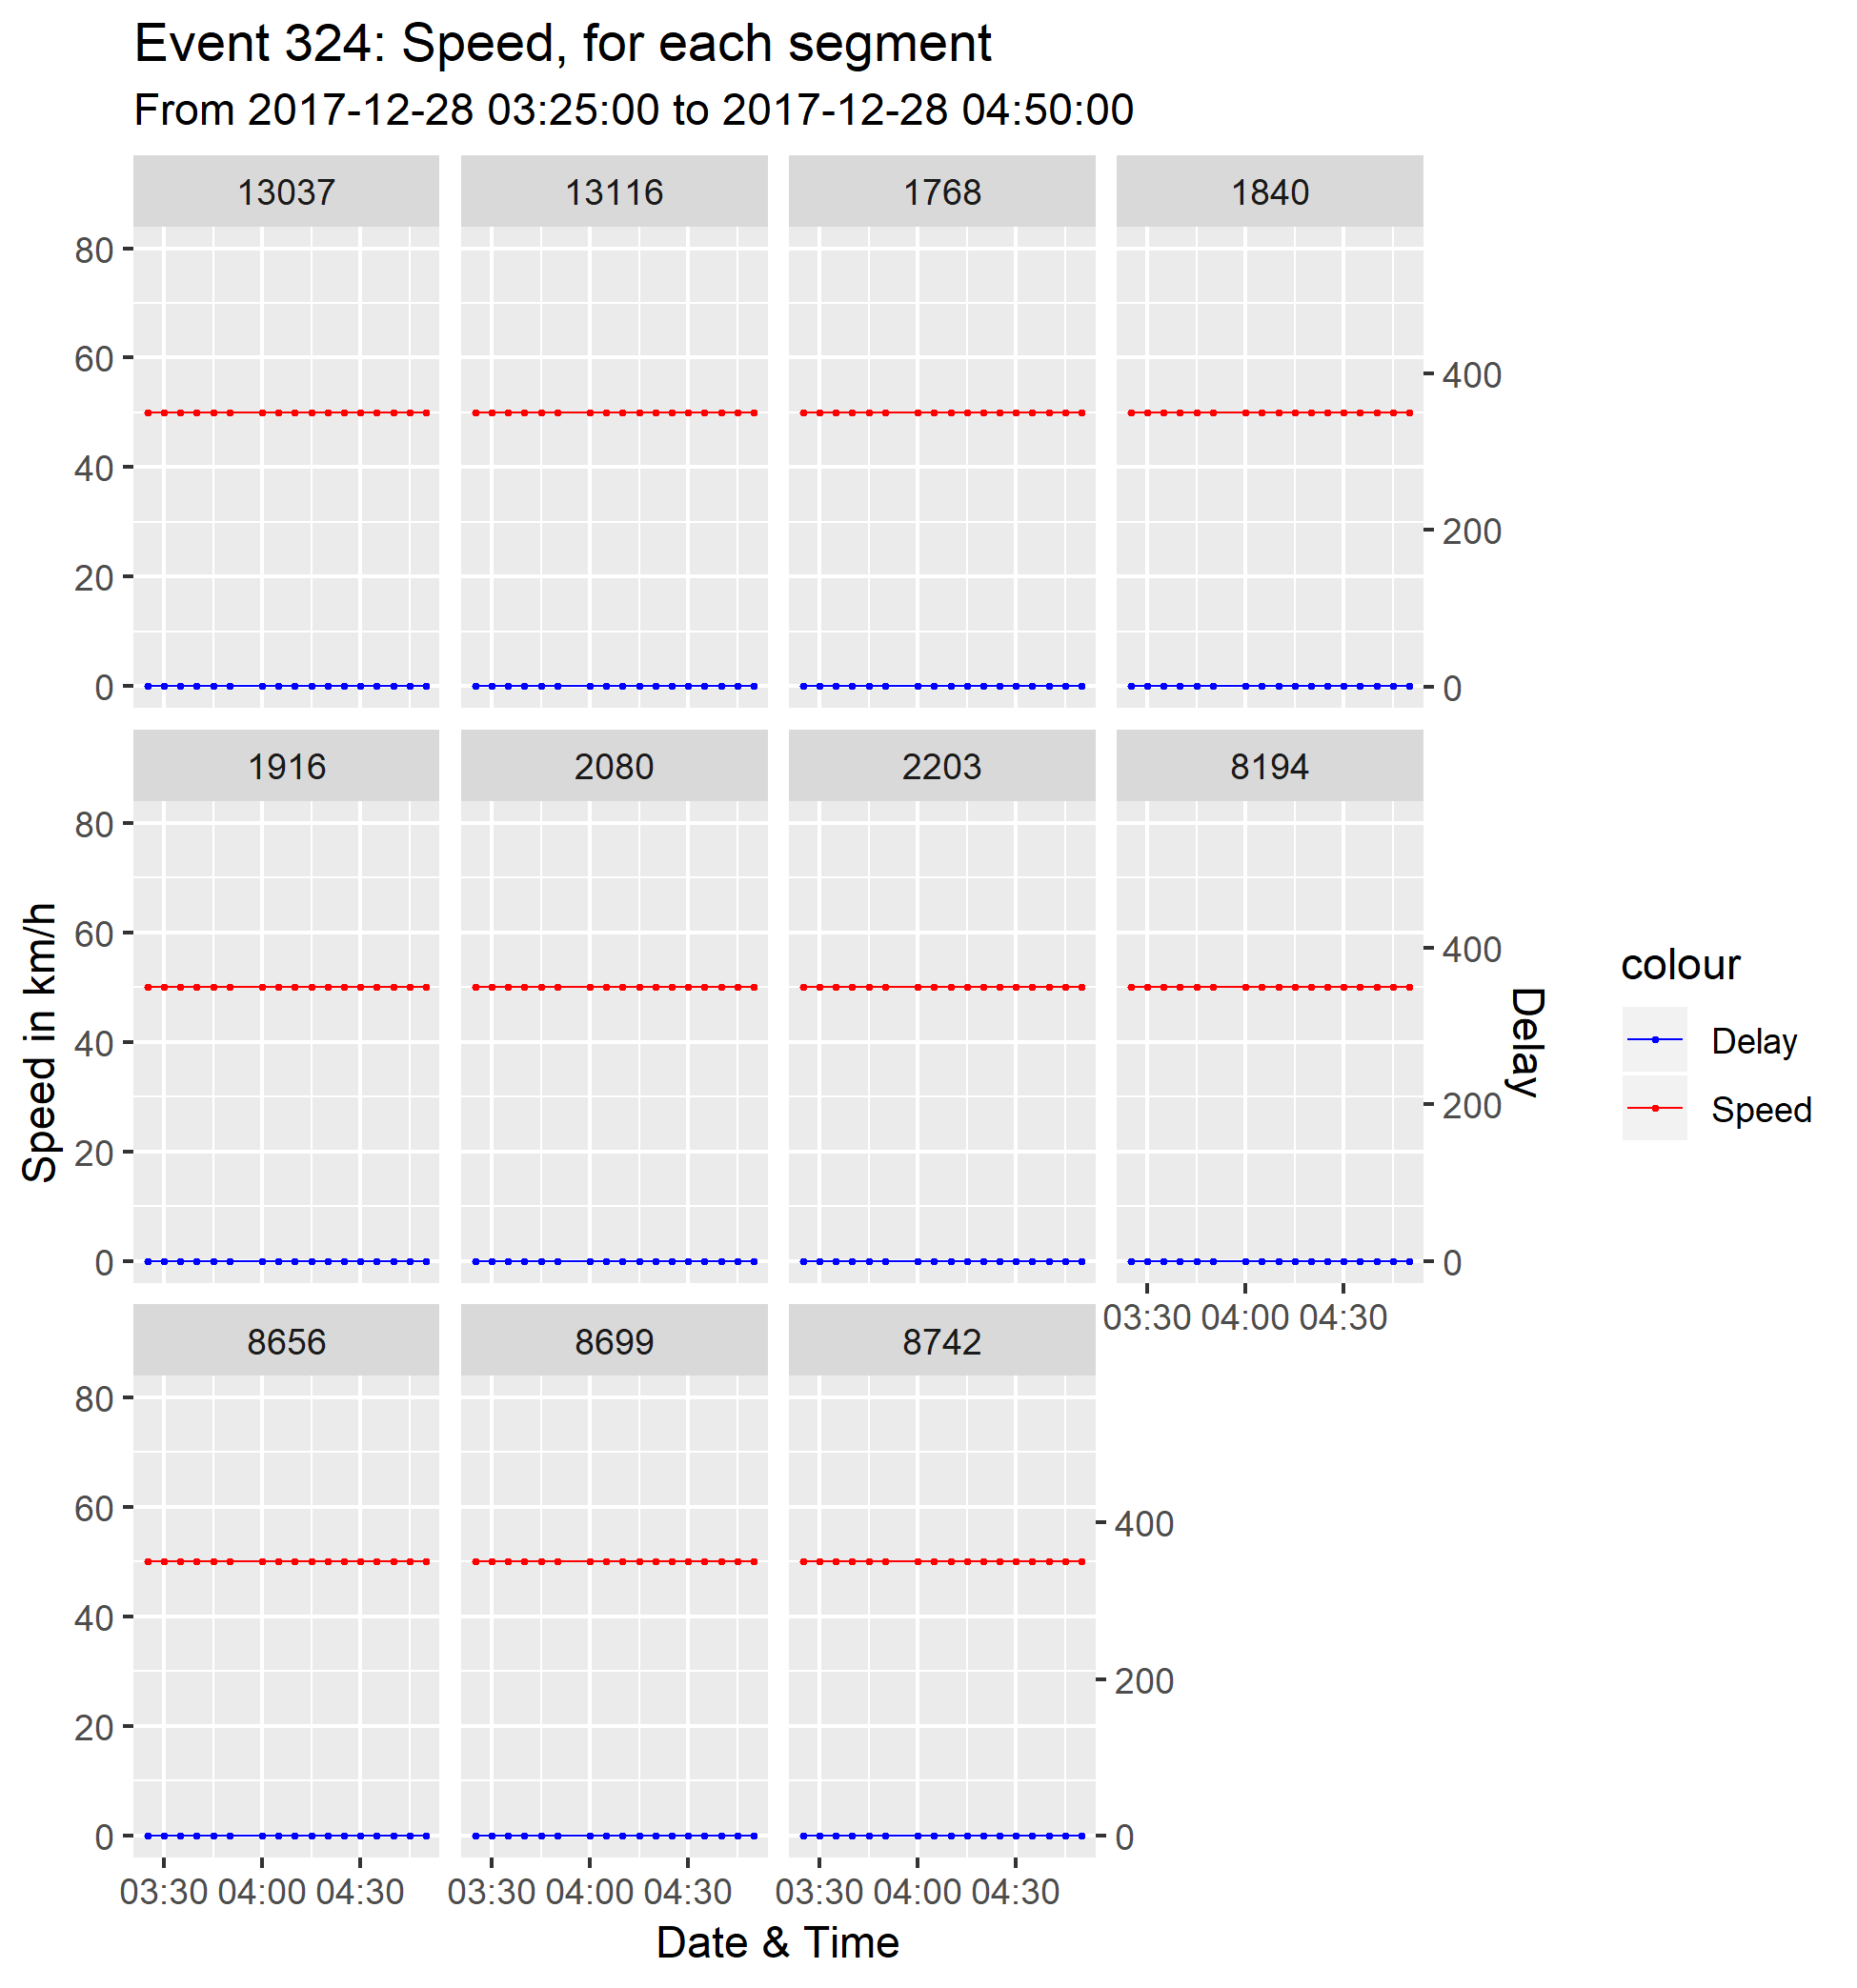 Event 324: Speed, for each segment
From 2017-12-28 03:25:00 to 2017-12-28 04:50:00
13037 13116 1768 1840
80
60
40
20
0
400
200
0
1916 2080 2203 8194
80
60
40
20
0
400
200
0
03:30 04:00 04:30
8656 8699 8742
80
60
40
20
0
400
200
0
03:30 04:00 04:30 03:30 04:00 04:30 03:30 04:00 04:30
Date & Time
Speed in km/h
Delay
colour
Delay
Speed